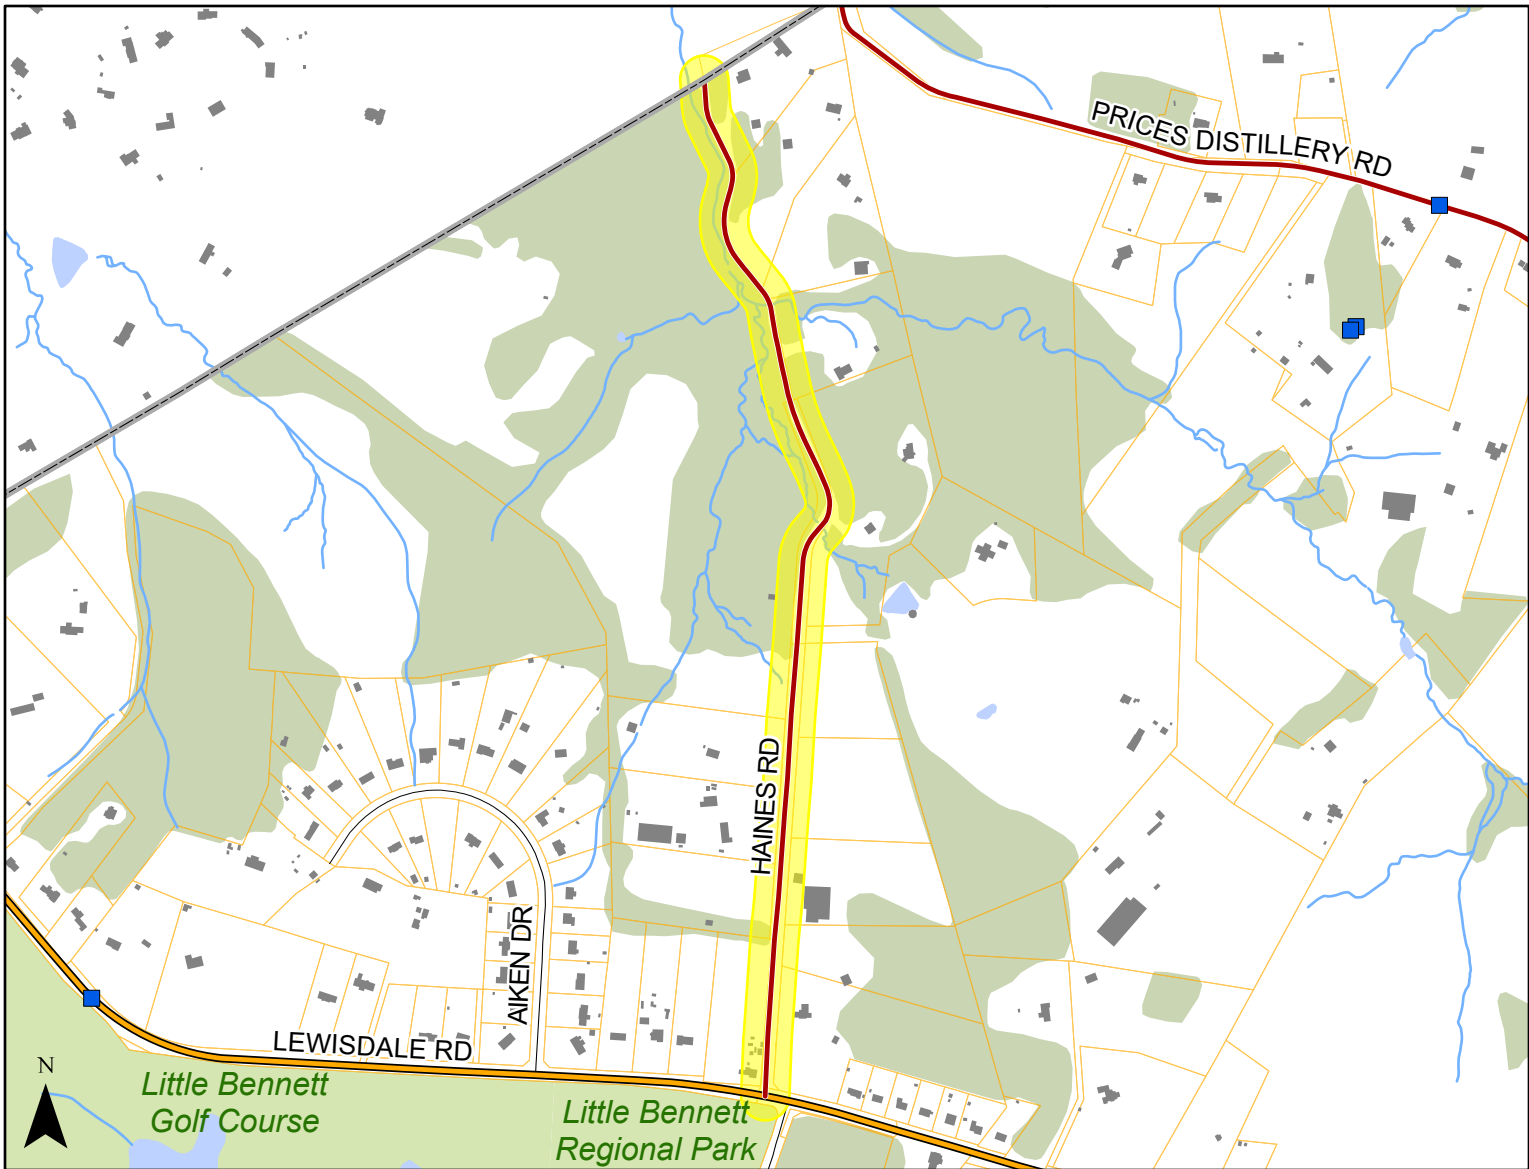 PRICES DISTILLERY RD
HAINES RD
AIKEN DR
LEWISDALE RD
N
Little Bennett
Golf Course
Little Bennett
Regional Park